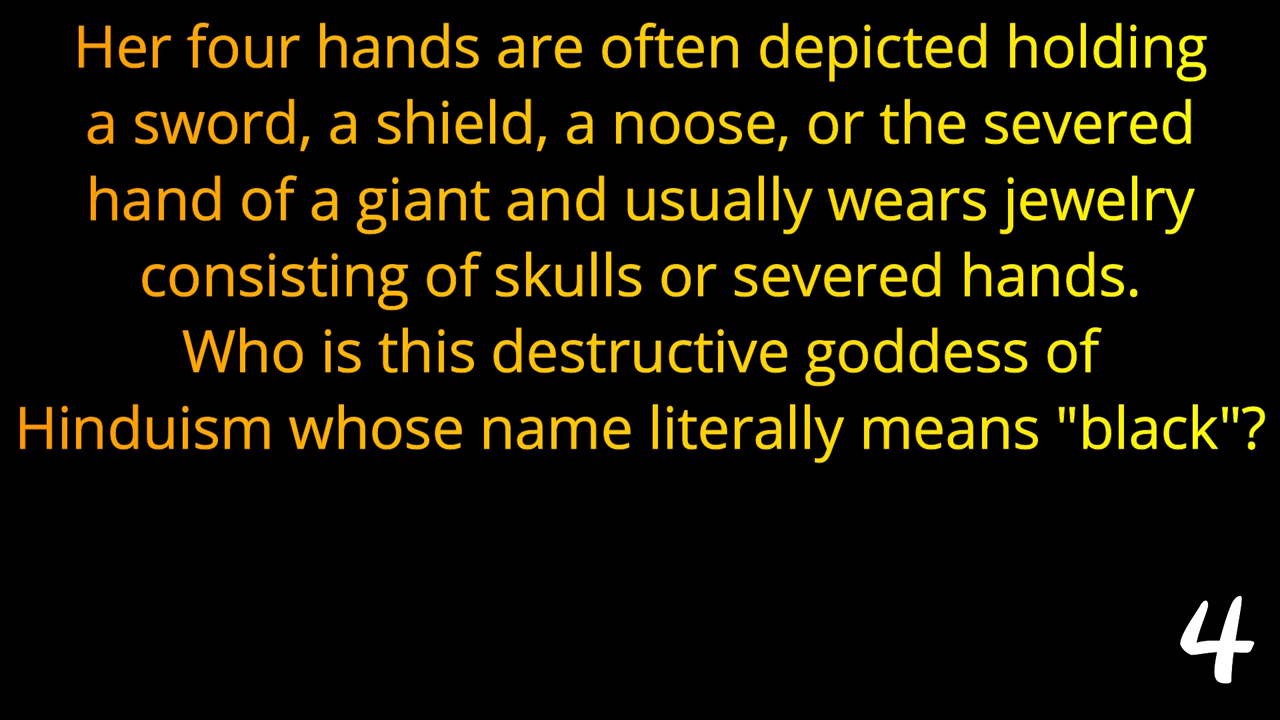 Her four hands are often depicted holding
a sword, a shield, a noose, or the severed
hand of a giant and usually wears jewelry
consisting of skulls or severed hands.
Who is this destructive goddess of
Hinduism whose name literally means "black"?
4